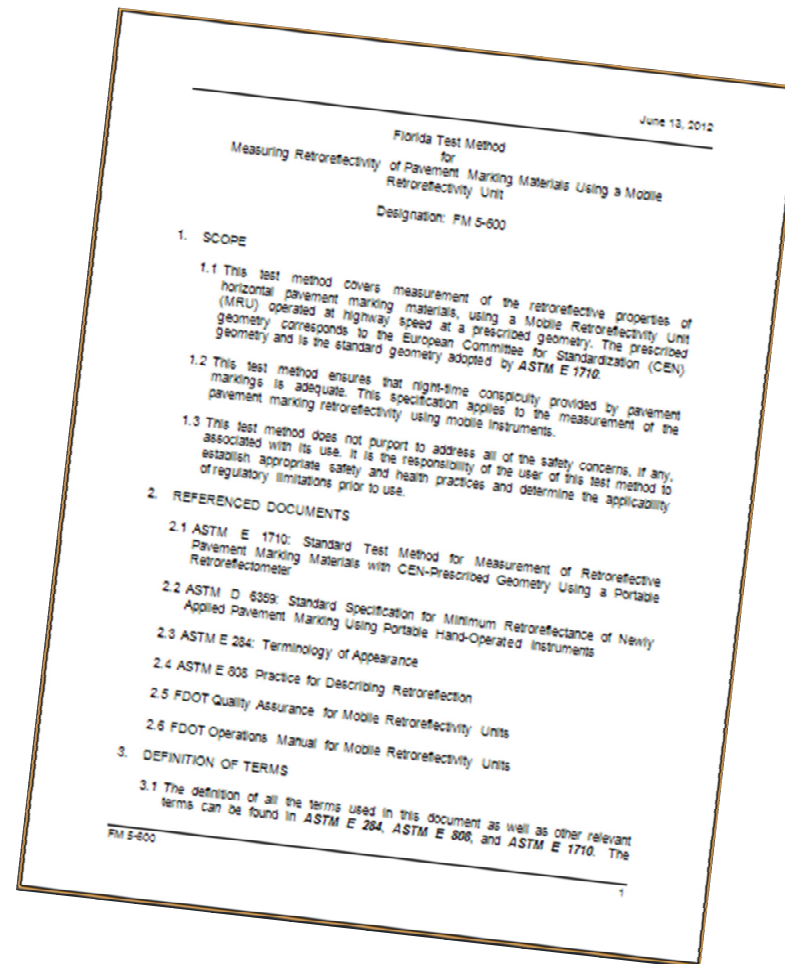 June 13, 2012
Florida Test Method
for
Measuring Retroreflectivity of Pavement Marking Materials Using a Mobile
Retroreflectivity Unit
Designation: FM 5-600
1. SCOPE
1.1 This test method covers measurement of the retroreflective properties of
horizontal pavement marking materials, using a Mobile Retroreflectivity Unit
(MRU) operated at highway speed at a prescribed geometry. The prescribed
geometry corresponds to the European Committee for Standardization (CEN)
geometry and is the standard geometry adopted by ASTM E 1710.
1.2 This test method ensures that night-time conspicuity provided by pavement
markings is adequate. This specification applies to the measurement of the
pavement marking retroreflectivity using mobile instruments.
1.3 This test method does not purport to address all of the safety concerns, if any,
associated with its use. It is the responsibility of the user of this test method to
establish appropriate safety and health practices and determine the applicability
of regulatory limitations prior to use.
2. REFERENCED DOCUMENTS
2.1 ASTM E 1710: Standard Test Method for Measurement of Retroreflective
Pavement Marking Materials with CEN-Prescribed Geometry Using a Portable
Retroreflectometer
2.2 ASTM D 6359: Standard Specification for Minimum Retroreflectance of Newly
Applied Pavement Marking Using Portable Hand-Operated Instruments
2.3 ASTM E 284: Terminology of Appearance
2.4 ASTM E 808 Practice for Describing Retroreflection
2.5 FDOT Quality Assurance for Mobile Retroreflectivity Units
2.6 FDOT Operations Manual for Mobile Retroreflectivity Units
3. DEFINITION OF TERMS
3.1 The definition of all the terms used in this document as well as other relevant
terms can be found in ASTM E 284, ASTM E 808, and ASTM E 1710. The
FM 5-600
1